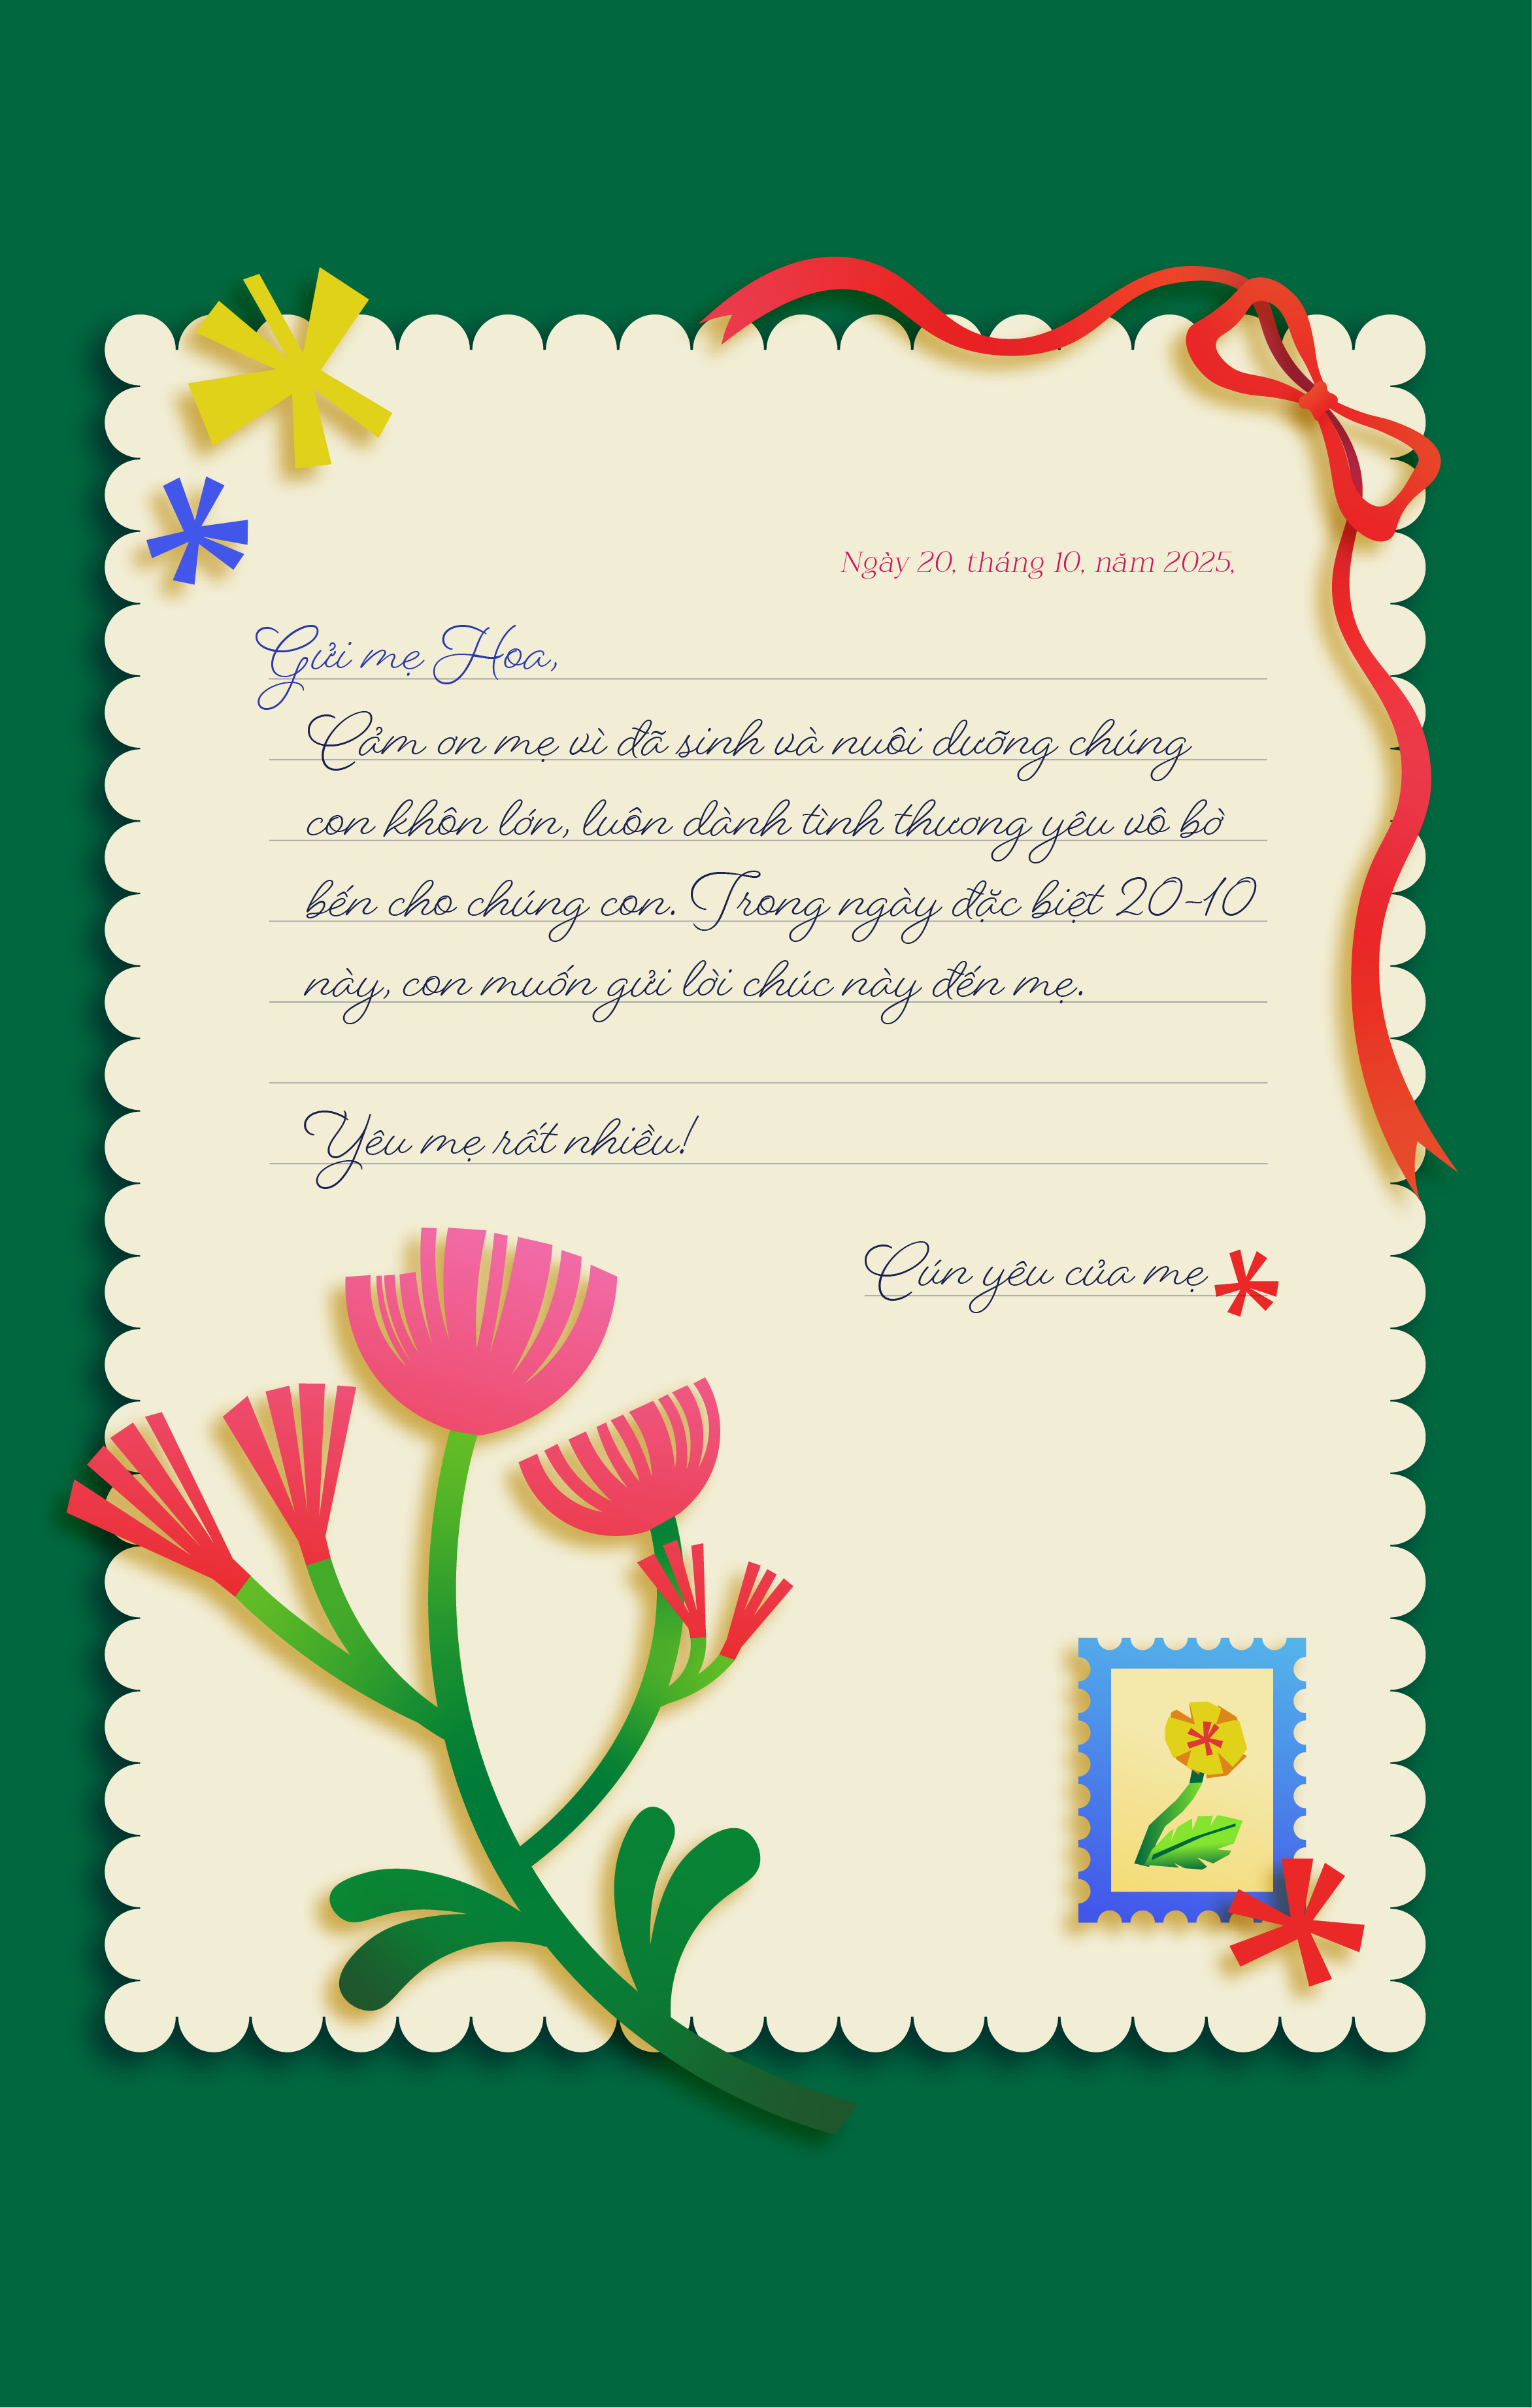 Ngày 20, tháng 10, năm 2025,
Gửi mẹ Hoa,
Cảm ơn mẹ vì đã sinh và nuôi dưỡng chúng
con khôn lớn, luôn dành tình thương yêu vô bờ
bến cho chúng con. Trong ngày đặc biệt 20-10
này, con muốn gửi lời chúc này đến mẹ.
Yêu mẹ rất nhiều!
Cún yêu của mẹ